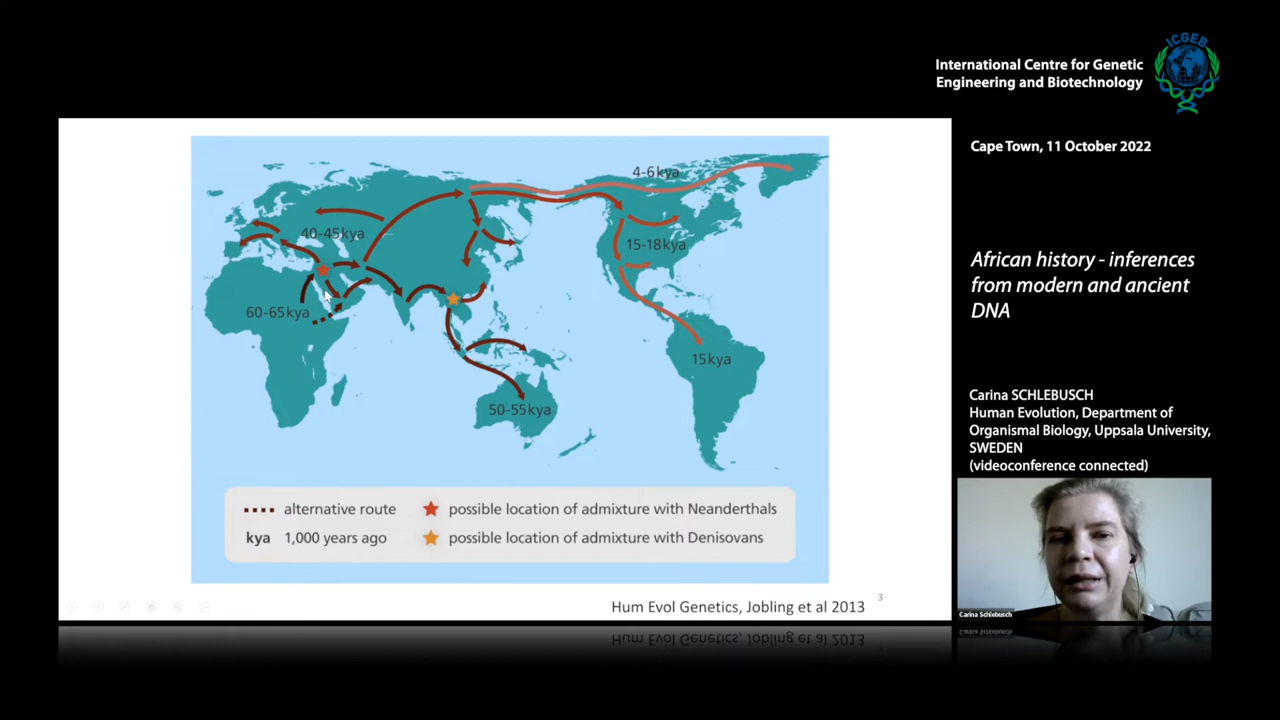 ICGEB
International Centre for Genetic
Engineering and Biotechnology
Cape Town, 11 October 2022
African history - inferences
from modern and ancient
DNA
Carina SCHLEBUSCH
Human Evolution, Department of
Organismal Biology, Uppsala University,
SWEDEN
(videoconference connected)
Carina Schlebusch
4-6kya
40-45kya
15-18kya
60-65kya
15kya
50-55kya
alternative route
possible location of admixture with Neanderthals
kya 1,000 years ago
possible location of admixture with Denisovans
3
Hum Evol Genetics, Jobling et al 2013